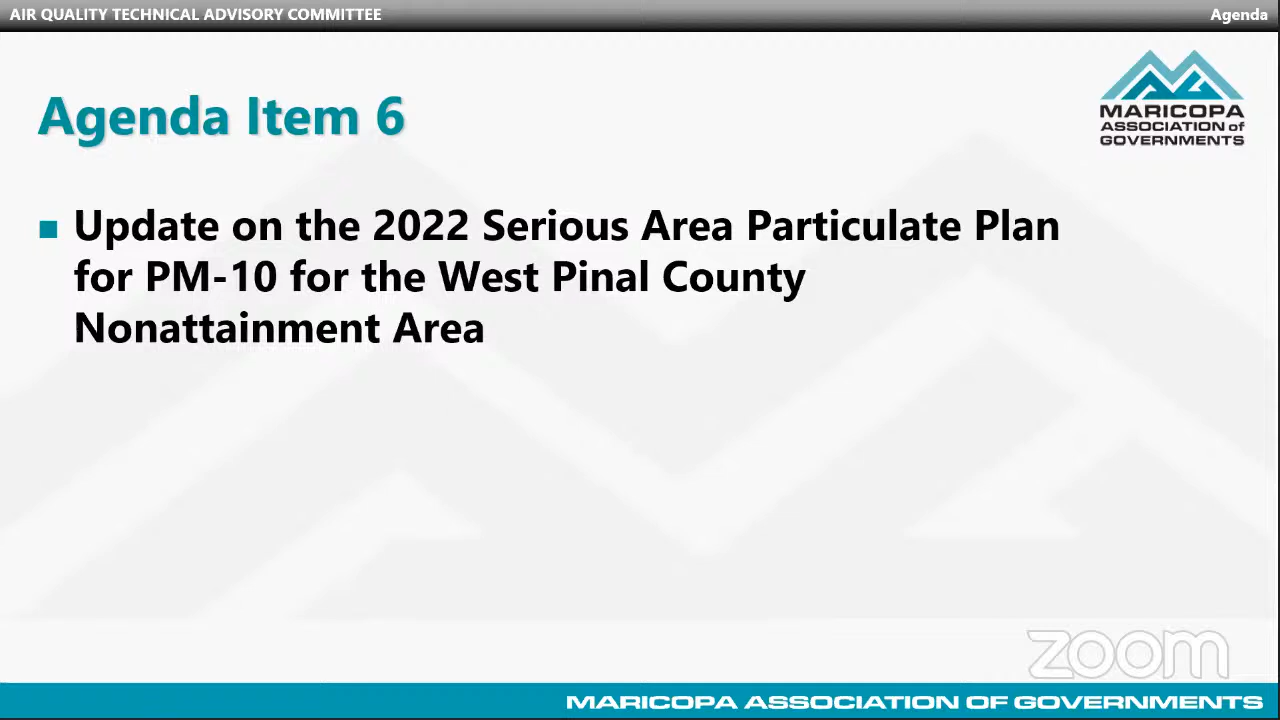 AIR QUALITY TECHNICAL ADVISORY COMMITTEE
Agenda
MARICOPA
ASSOCIATION of
GOVERNMENTS
Agenda Item 6
Update on the 2022 Serious Area Particulate Plan
for PM-10 for the West Pinal County
Nonattainment Area
zoom
MARICOPA ASSOCIATION OF GOVERNMENTS